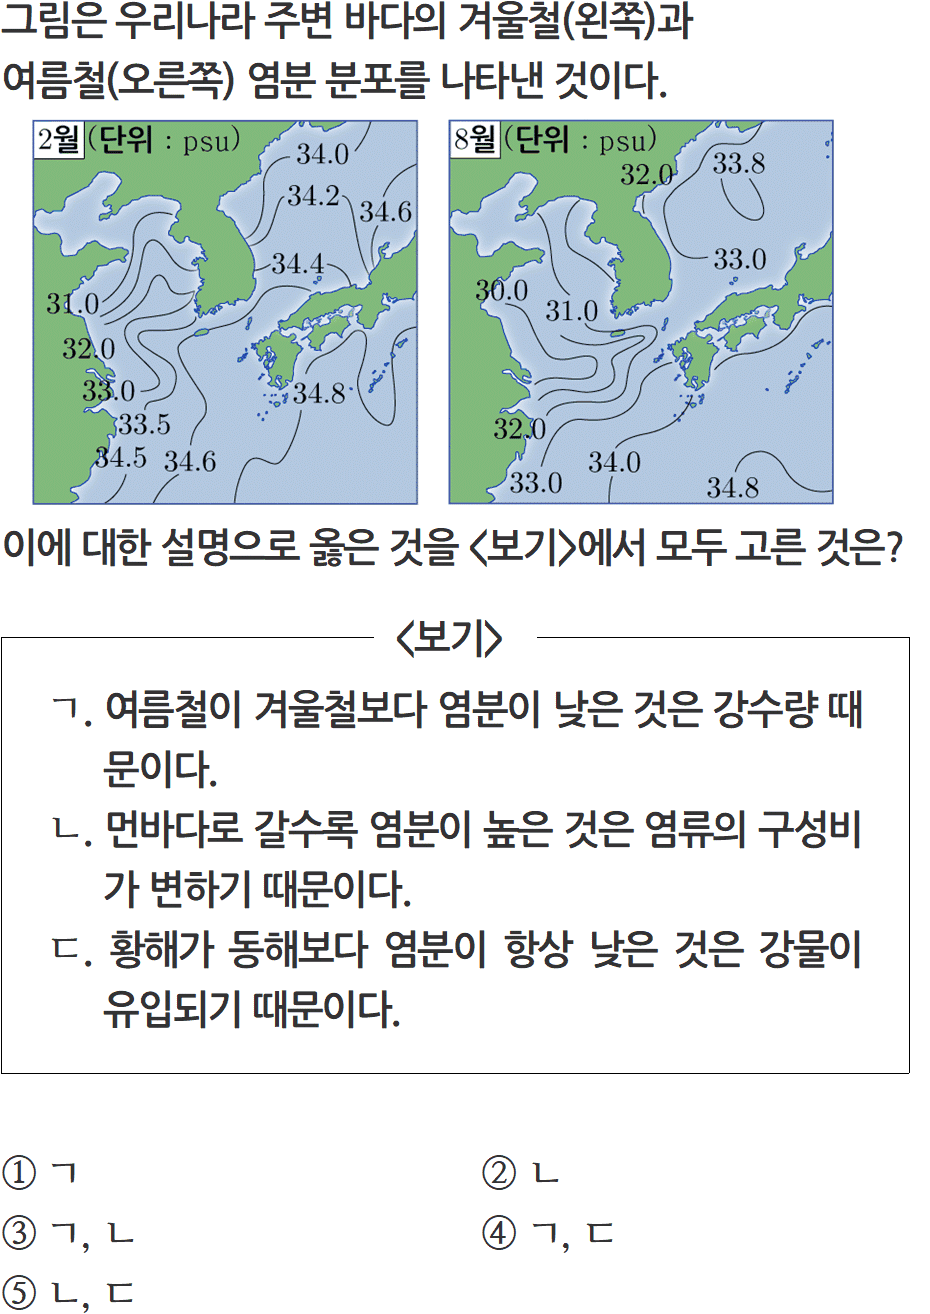 그림은 우리나라 주변 바다의 겨울철(왼쪽)과
여름철(오른쪽) 염분 분포를 나타낸 것이다.
2월 (단위 : psu)
34.0
34.2
34.6
34.4
31.0
32.0
33.0
34.8
33.5
34.5 34.6
8월 (단위 : psu)
33.8
32.0
33.0
30.0
31.0
32.0
34.0
33.0
34.8
이에 대한 설명으로 옳은 것을 <보기>에서 모두 고른 것은?
<보기>
ㄱ. 여름철이 겨울철보다 염분이 낮은 것은 강수량 때
문이다.
ㄴ. 먼바다로 갈수록 염분이 높은 것은 염류의 구성비
가 변하기 때문이다.
ㄷ. 황해가 동해보다 염분이 항상 낮은 것은 강물이
유입되기 때문이다.
① ㄱ ② ㄴ
③ ㄱ, ㄴ ④ ㄱ, ㄷ
⑤ ㄴ, ㄷ